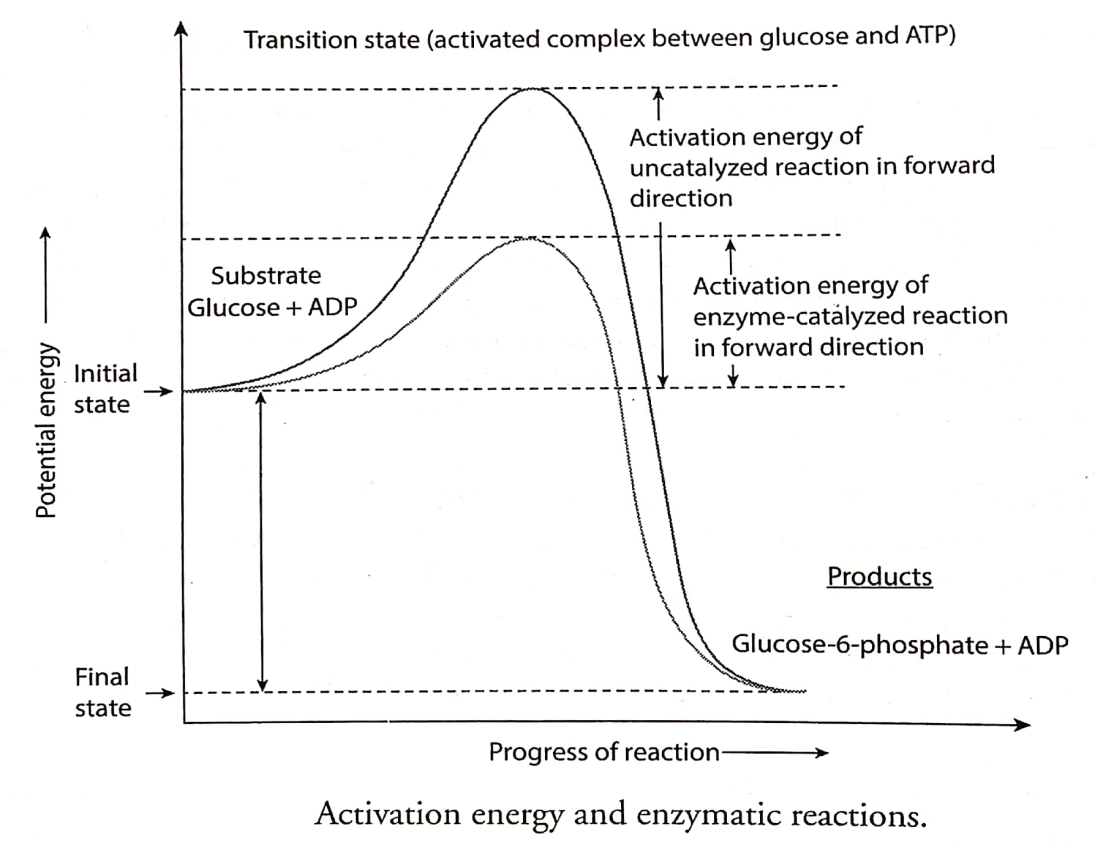 Transition state (activated complex between glucose and ATP)
Activation energy of
uncatalyzed reaction in forward
direction
Substrate
Glucose + ADP
Activation energy of
enzyme-catalyzed reaction
in forward direction
Potential energy
Initial
state
Products
Glucose-6-phosphate + ADP
Final
state
Progress of reaction
Activation energy and enzymatic reactions.